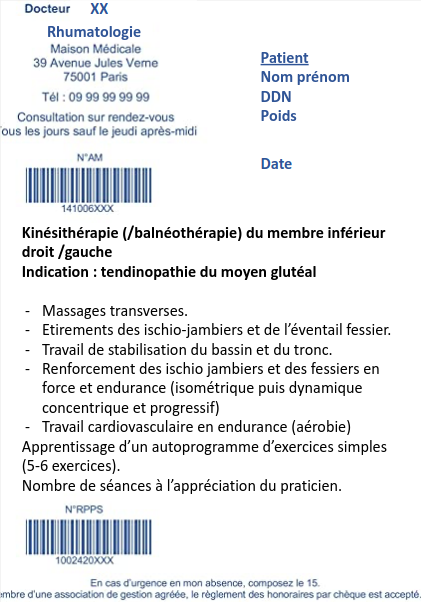 Docteur XX
Rhumatologie
Maison Médicale
39 Avenue Jules Verne
75001 Paris
Tél : 09 99 99 99 99
Consultation sur rendez-vous
ous les jours sauf le jeudi après-midi
Patient
Nom prénom
DDN
Poids
Date
N°AM
141006XXX
Kinésithérapie (/balnéothérapie) du membre inférieur
droit /gauche
Indication : tendinopathie du moyen glutéal
- Massages transverses.
- Etirements des ischio-jambiers et de l’éventail fessier.
- Travail de stabilisation du bassin et du tronc.
- Renforcement des ischio jambiers et des fessiers en
force et endurance (isométrique puis dynamique
concentrique et progressif)
- Travail cardiovasculaire en endurance (aérobie)
Apprentissage d’un autoprogramme d’exercices simples
(5-6 exercices).
Nombre de séances à l’appréciation du praticien.
N°RPPS
1002420XXX
En cas d'urgence en mon absence, composez le 15.
embre d'une association de gestion agréée, le règlement des honoraires par chèque est accepté.